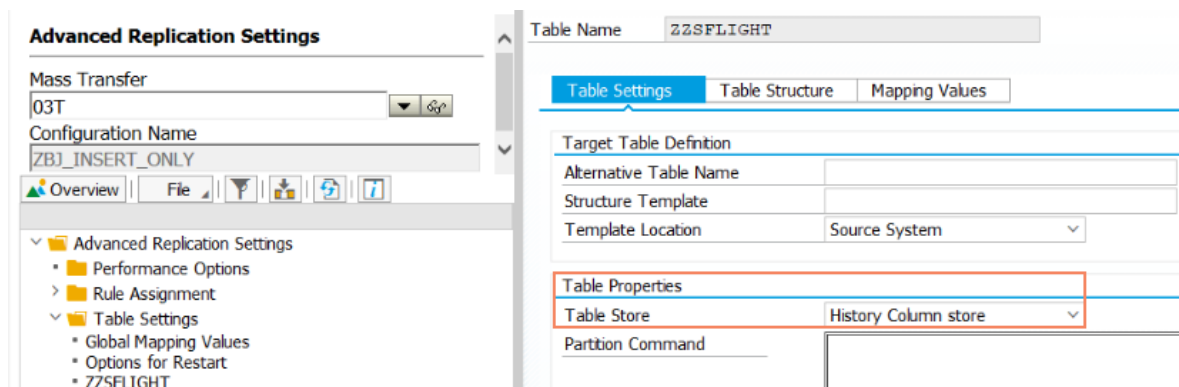 Advanced Replication Settings
Mass Transfer
03T
Configuration Name
ZBJ_INSERT_ONLY
Overview File
Advanced Replication Settings
Performance Options
Rule Assignment
Table Settings
Global Mapping Values
Options for Restart
ZZSFLIGHT
Table Name ZZSFLIGHT
Table Settings Table Structure Mapping Values
Target Table Definition
Alternative Table Name
Structure Template
Template Location Source System
Table Properties
Table Store History Column store
Partition Command